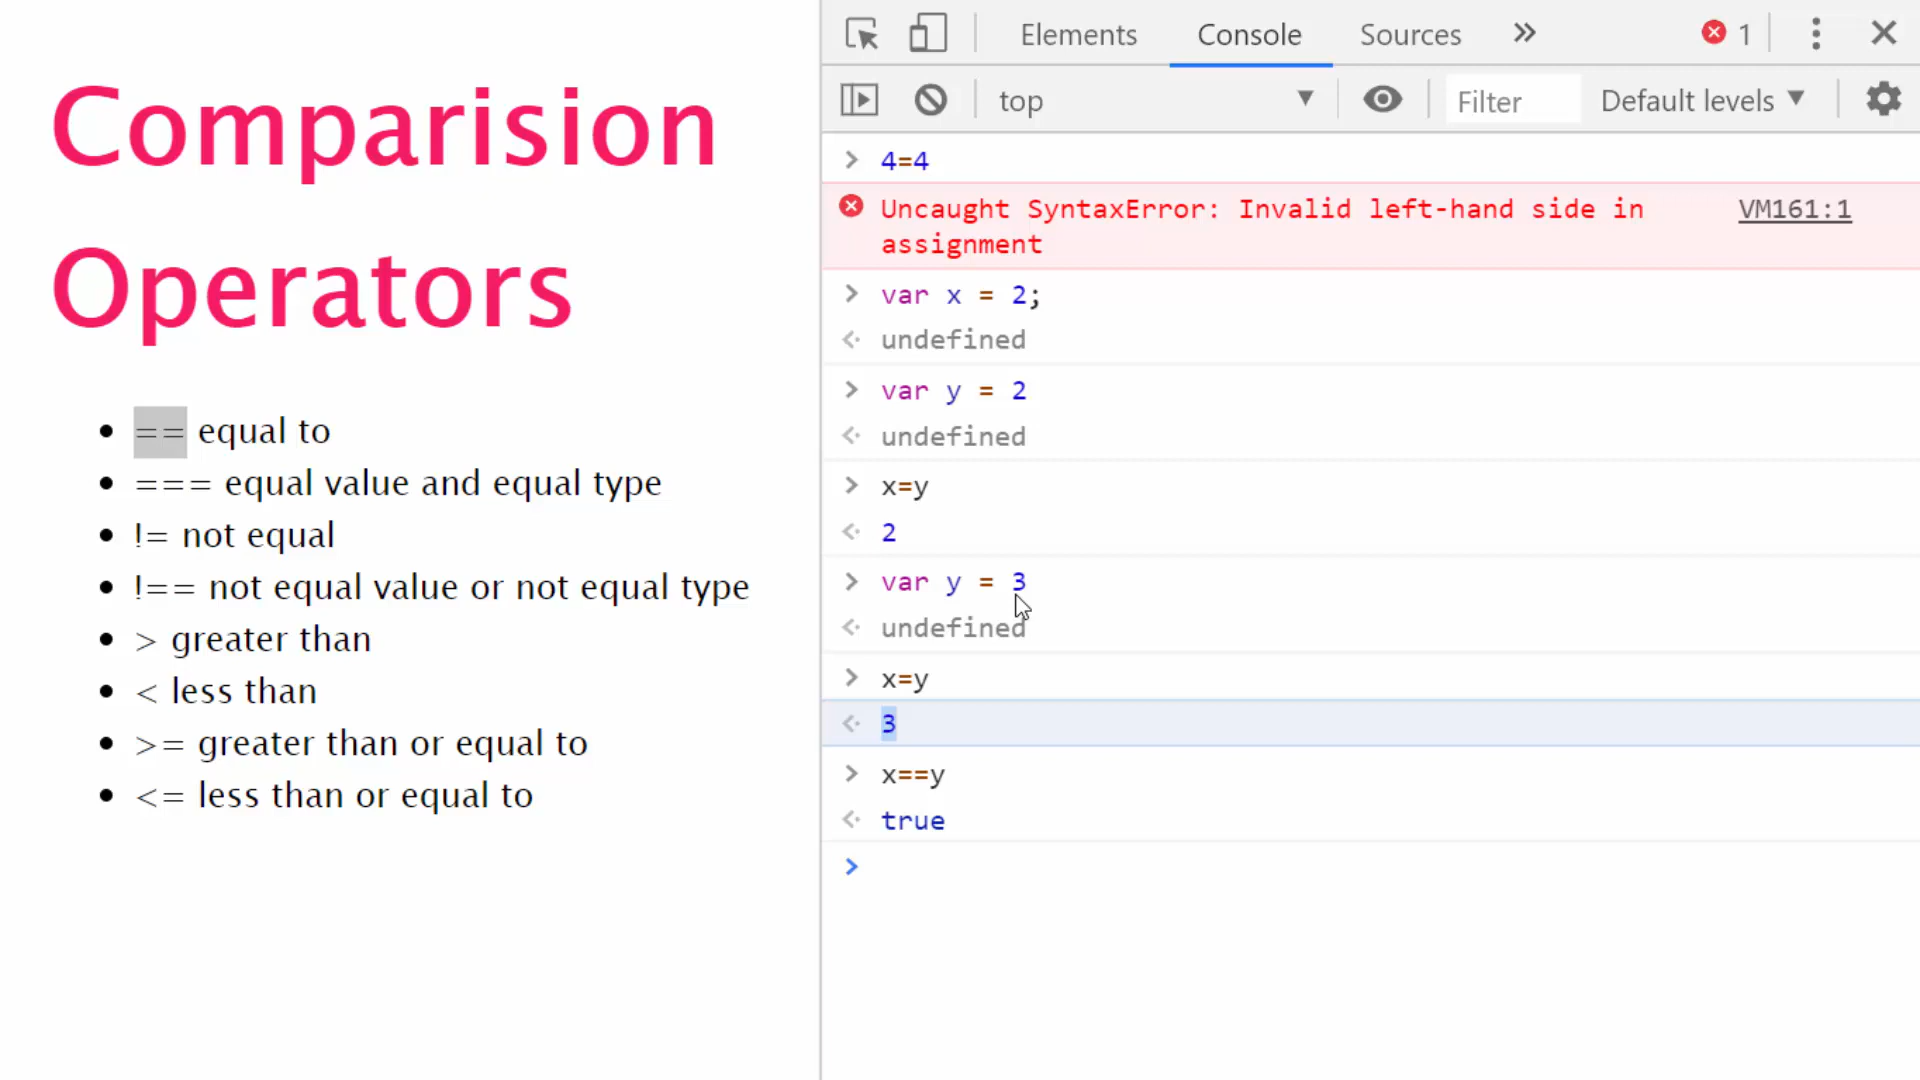 Comparision
Operators
• == equal to
• === equal value and equal type
• != not equal
• !== not equal value or not equal type
• > greater than
• < less than
• >= greater than or equal to
• <= less than or equal to
Elements Console Sources » 1
top Filter Default levels
> 4=4
Uncaught SyntaxError: Invalid left-hand side in VM161:1
assignment
> var x = 2;
undefined
> var y = 2
undefined
> x=y
2
> var y = 3
undefined
> x=y
3
> x==y
true
>